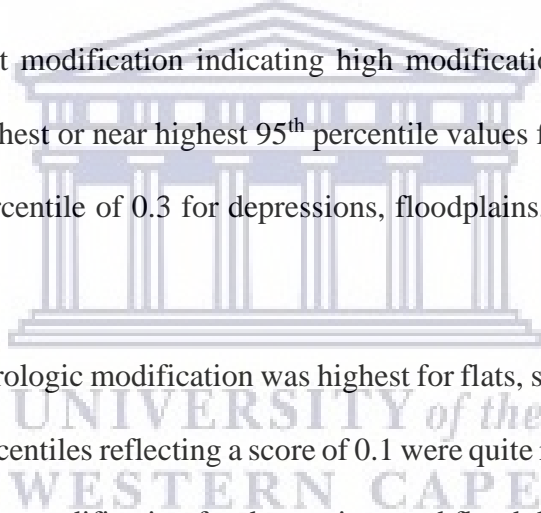 t modification indicating high modificatio
hest or near highest 95th percentile values f
rcentile of 0.3 for depressions, floodplains
rologic modification was highest for flats, s
UNIVERSITY of the
centiles reflecting a score of 0.1 were quite
WESTERN CAPE